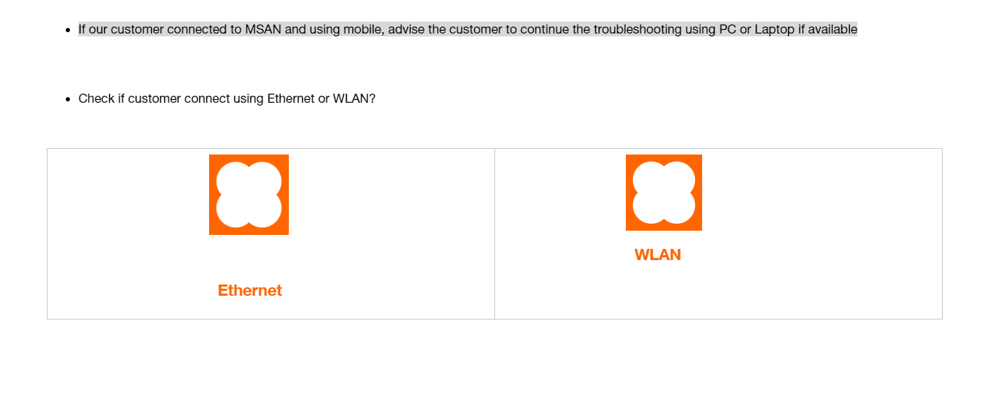 If our customer connected to MSAN and using mobile, advise the customer to continue the troubleshooting using PC or Laptop if available
Check if customer connect using Ethernet or WLAN?
Ethernet
WLAN